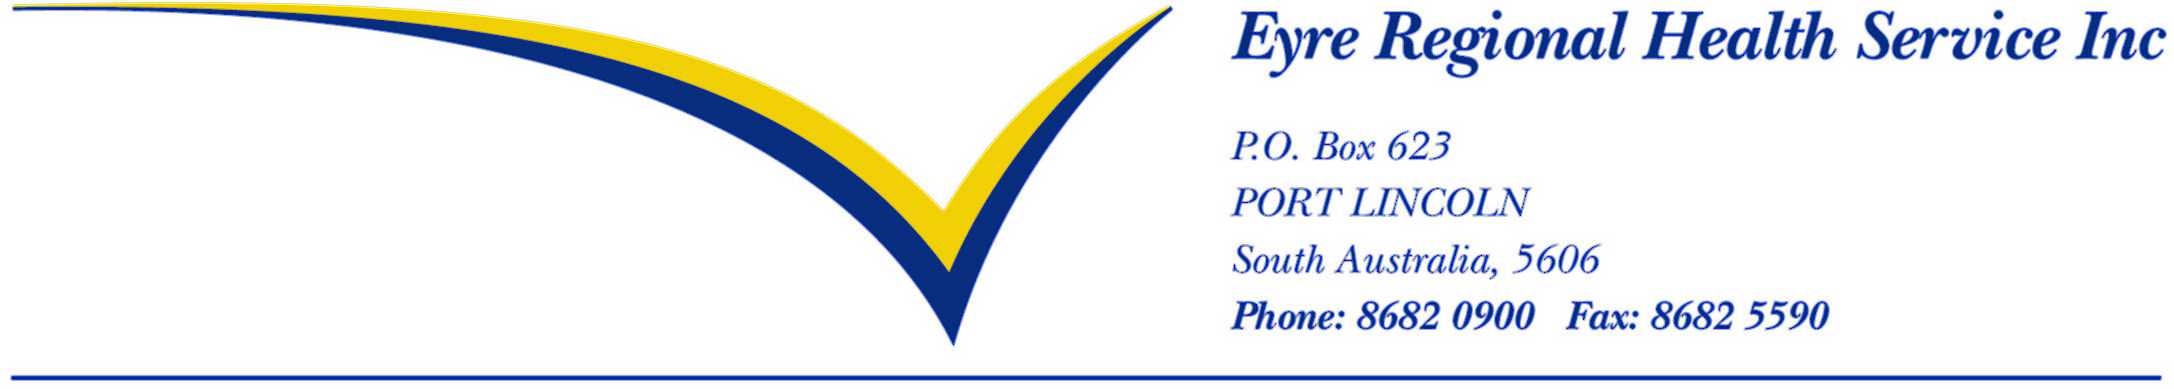 Eyre Regional Health Service Inc
P.O. Box 623
PORT LINCOLN
South Australia, 5606
Phone: 8682 0900 Fax: 8682 5590